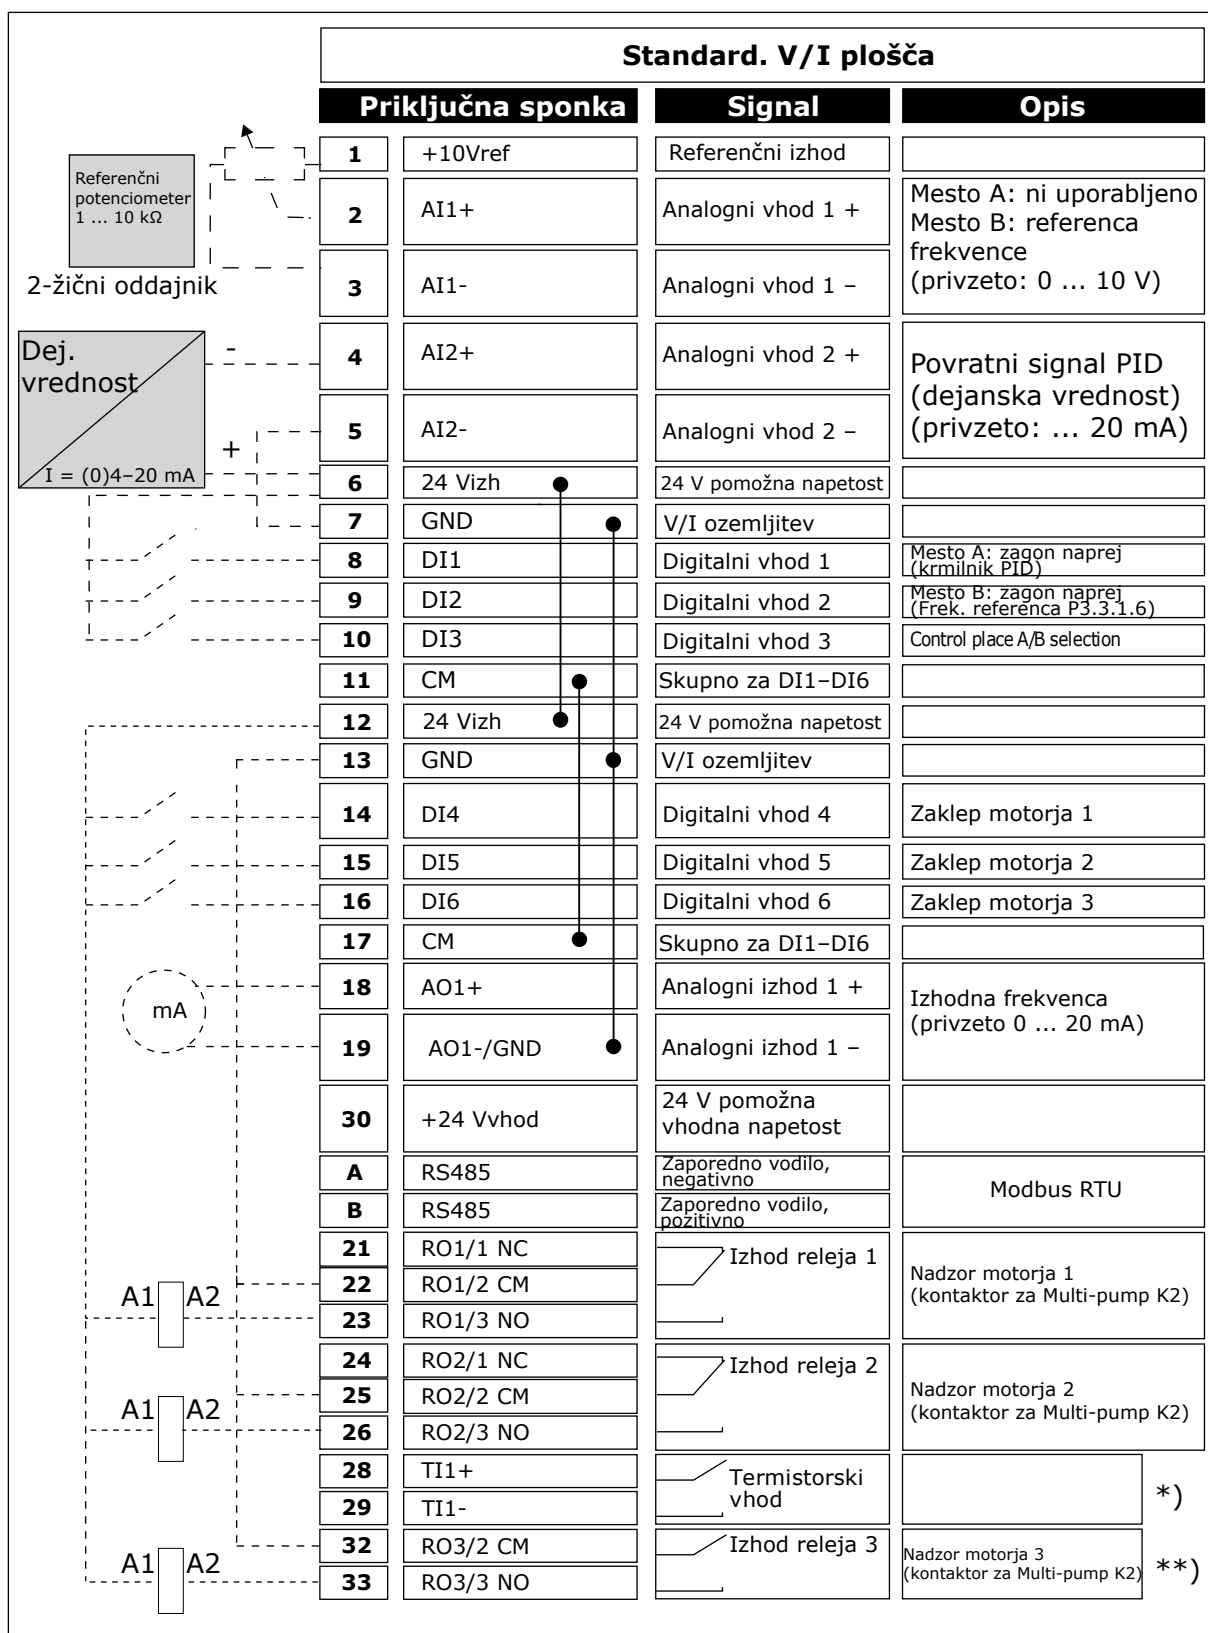 Standard. V/I plošča
Priključna sponka Signal Opis
Referenčni
potenciometer
1 ... 10 kΩ
2-žični oddajnik
Dej.
vrednost
-
+
I = (0)4–20 mA
1 +10Vref Referenčni izhod
2 AI1+ Analogni vhod 1 +
3 AI1- Analogni vhod 1 –
Mesto A: ni uporabljeno
Mesto B: referenca
frekvence
(privzeto: 0 ... 10 V)
4 AI2+ Analogni vhod 2 +
5 AI2- Analogni vhod 2 –
Povratni signal PID
(dejanska vrednost)
(privzeto: ... 20 mA)
6 24 Vizh 24 V pomožna napetost
7 GND V/I ozemljitev
8 DI1 Digitalni vhod 1
Mesto A: zagon naprej
(krmilnik PID)
9 DI2 Digitalni vhod 2
Mesto B: zagon naprej
(Frek. referenca P3.3.1.6)
10 DI3 Digitalni vhod 3 Control place A/B selection
11 CM Skupno za DI1–DI6
12 24 Vizh 24 V pomožna napetost
13 GND V/I ozemljitev
14 DI4 Digitalni vhod 4 Zaklep motorja 1
15 DI5 Digitalni vhod 5 Zaklep motorja 2
16 DI6 Digitalni vhod 6 Zaklep motorja 3
17 CM Skupno za DI1–DI6
mA
18 AO1+ Analogni izhod 1 +
19 AO1-/GND Analogni izhod 1 –
Izhodna frekvenca
(privzeto 0 ... 20 mA)
30 +24 Vvhod
24 V pomožna
vhodna napetost
A RS485
Zaporedno vodilo,
negativno
B RS485
Zaporedno vodilo,
pozitivno
Modbus RTU
21 RO1/1 NC Izhod releja 1
22 RO1/2 CM
A1 A2
23 RO1/3 NO
Nadzor motorja 1
(kontaktor za Multi-pump K2)
24 RO2/1 NC Izhod releja 2
25 RO2/2 CM
A1 A2
26 RO2/3 NO
Nadzor motorja 2
(kontaktor za Multi-pump K2)
28 TI1+
29 TI1-
Termistorski
vhod
*)
32 RO3/2 CM Izhod releja 3
A1 A2
33 RO3/3 NO
Nadzor motorja 3
(kontaktor za Multi-pump K2)
**)